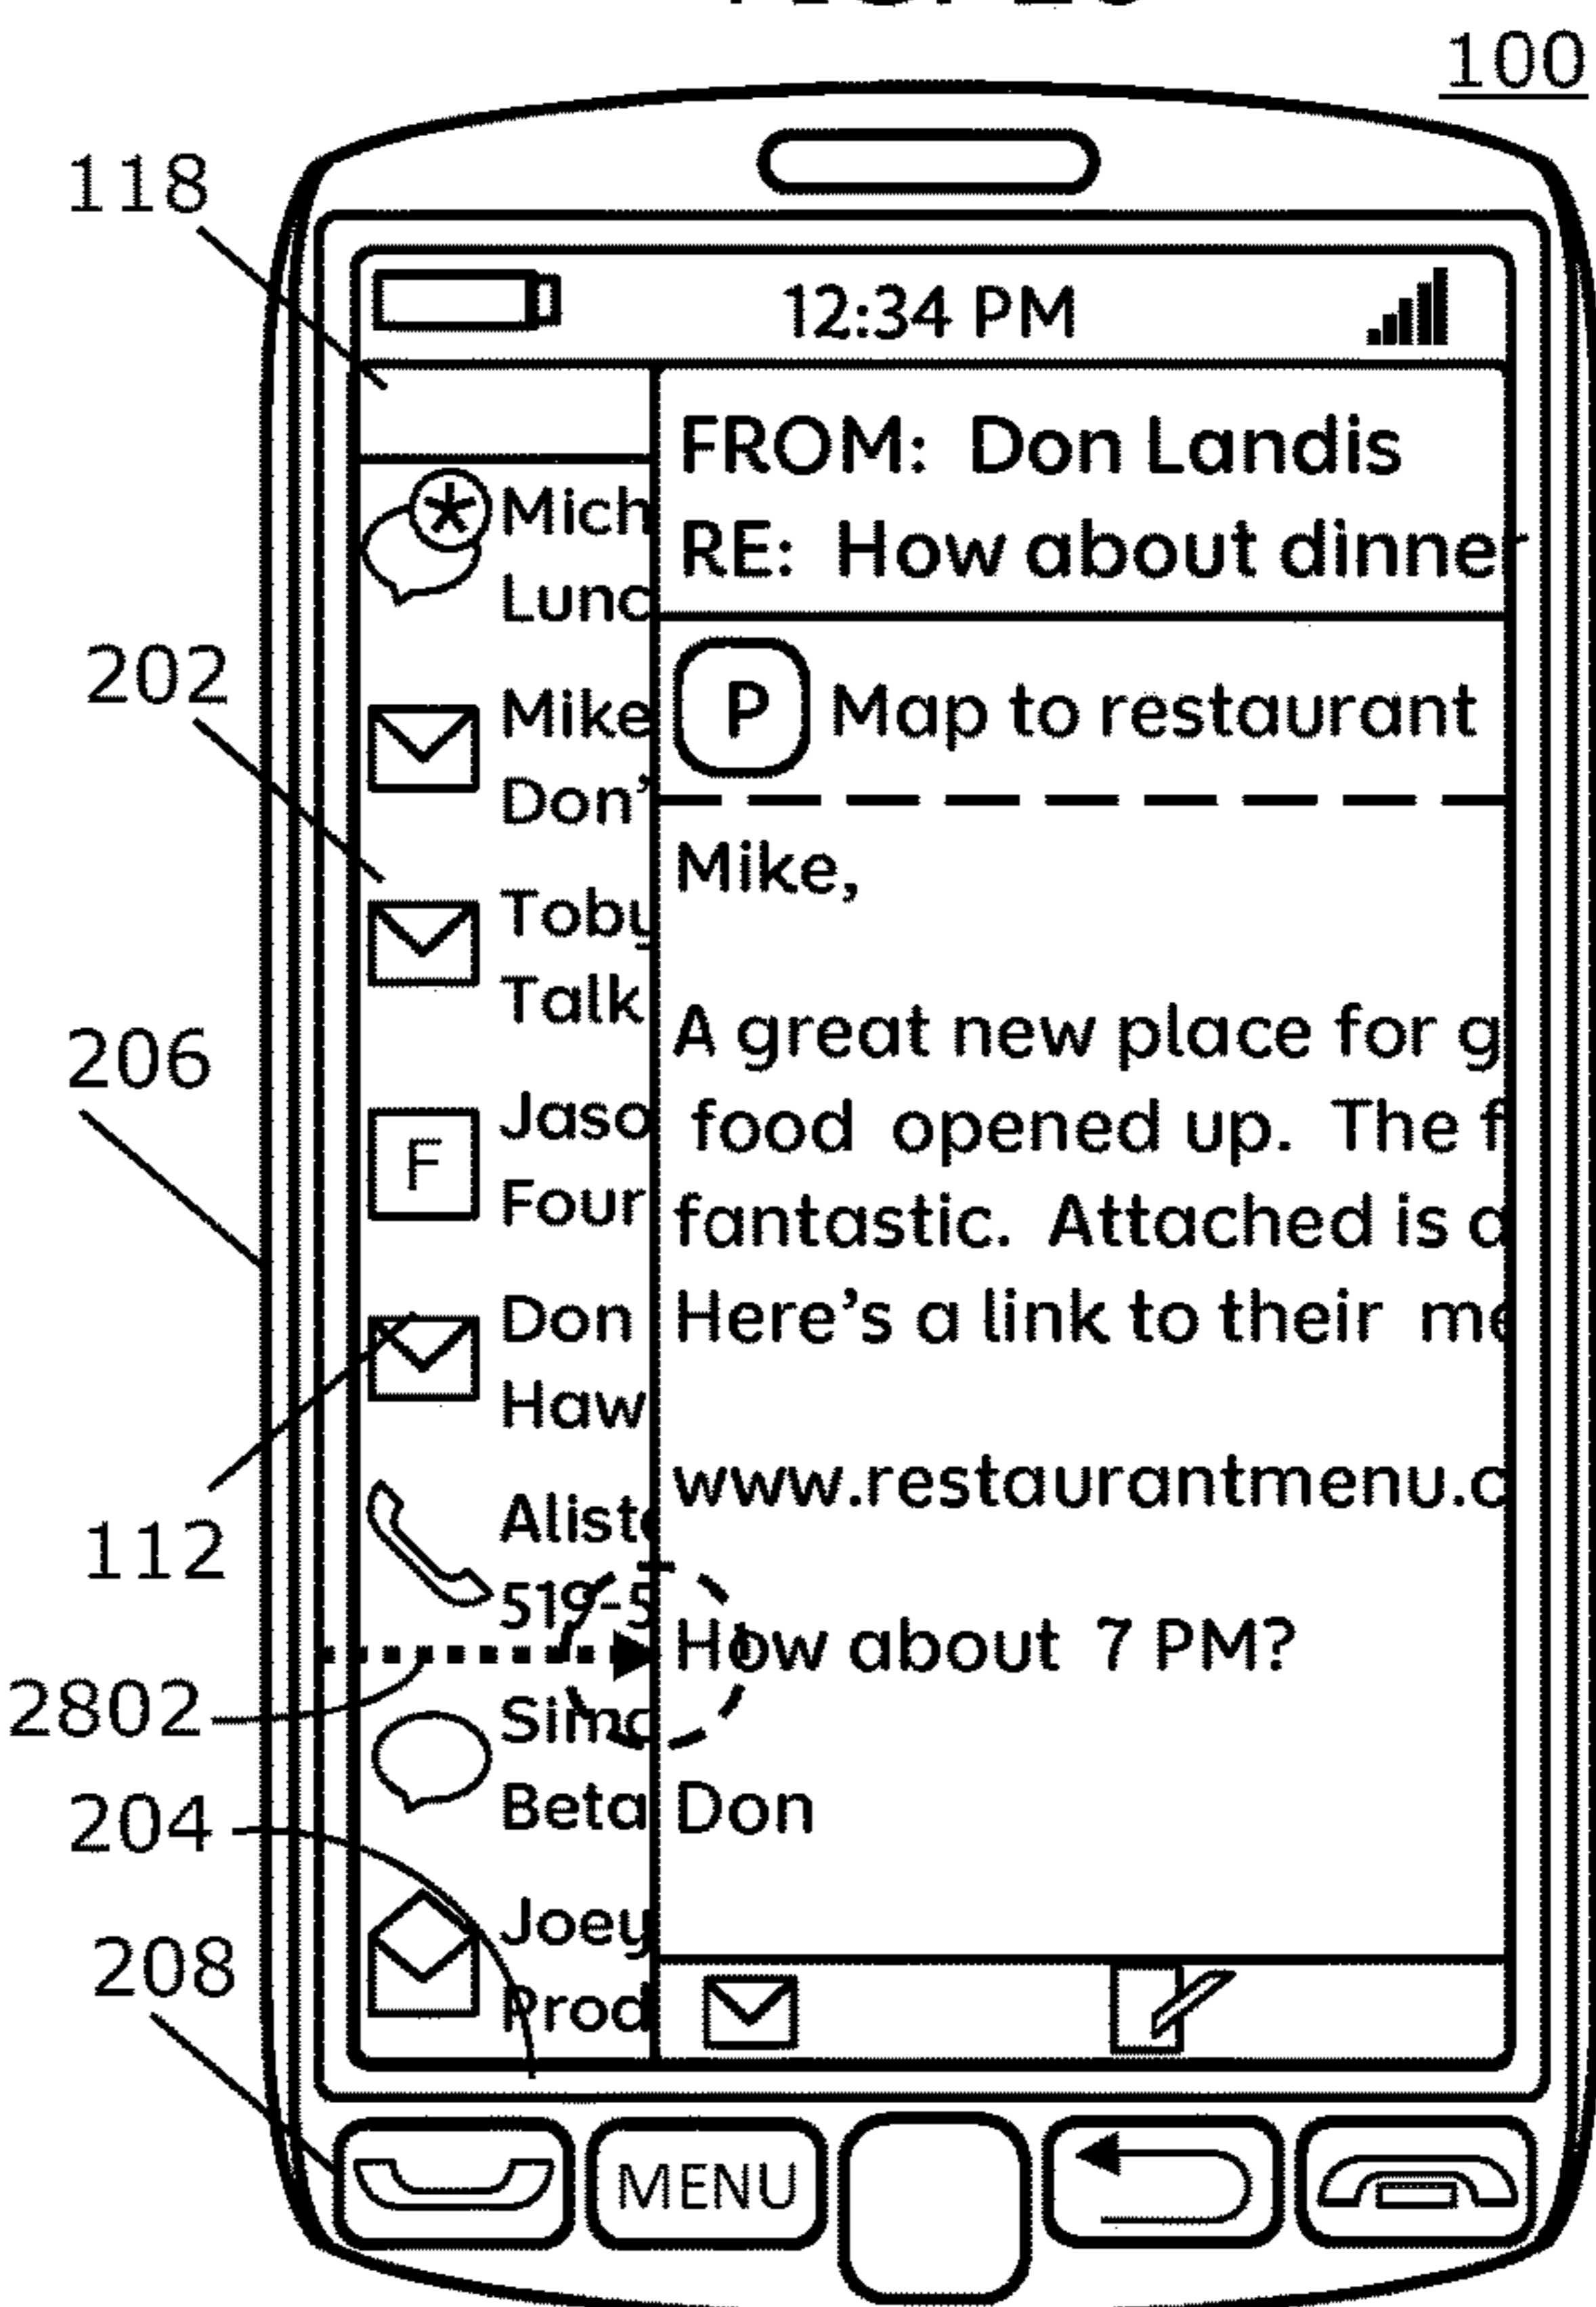 100
118
12:34 PM
FROM: Don Landis
RE: How about dinner
Mich
Lunc
202
P Map to restaurant
Mike
Don'
Mike,
Toby
Talk
206
A great new place for g
food opened up. The f
fantastic. Attached is a
Here's a link to their me
F
Jaso
Four
Don
Haw
www.restaurantmenu.c
112
Aliste
519-5
How about 7 PM?
2802
Simo
Beta
Don
204
Joey
Prod
208
MENU